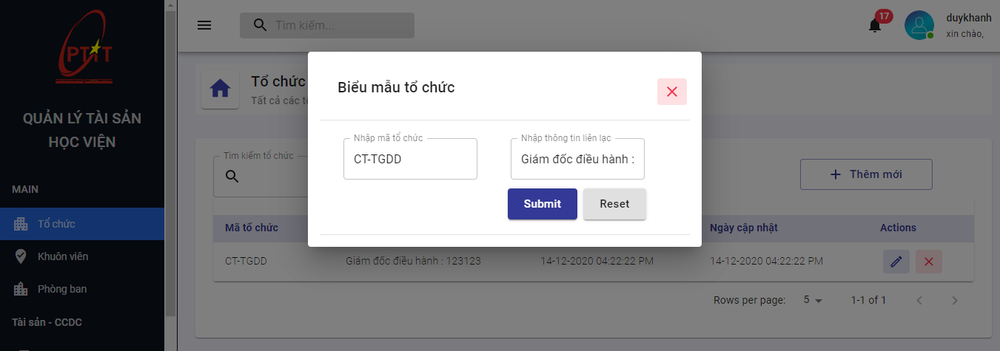 PTIT
QUẢN LÝ TÀI SẢN
HỌC VIỆN
MAIN
Tổ chức
Khuôn viên
Phòng ban
Tài sản - CCDC
Tìm kiếm...
17
duykhanh
xin chào,
Tổ chức
Tất cả các
Tìm kiếm tổ chức
Thêm mới
Biểu mẫu tổ chức
Nhập mã tổ chức
CT-TGDD
Nhập thông tin liên lạc
Giám đốc điều hành :
Submit
Reset
Mã tổ chức
Ngày cập nhật
Actions
CT-TGDD
Giám đốc điều hành : 123123
14-12-2020 04:22:22 PM
14-12-2020 04:22:22 PM
Rows per page:
5
1-1 of 1